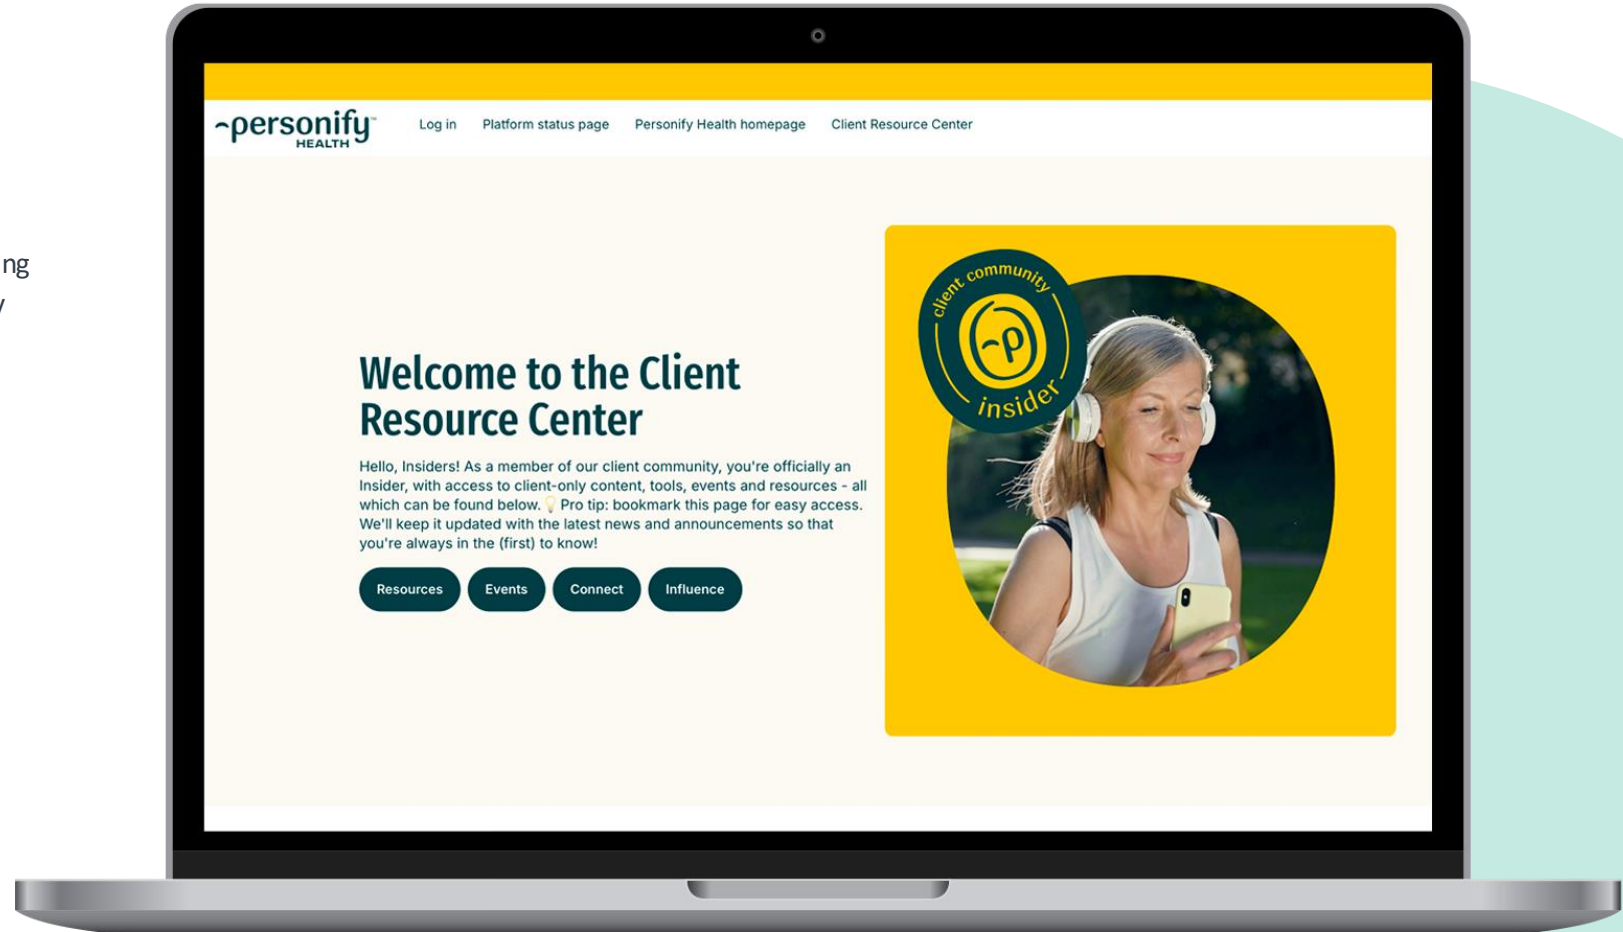 ng
y
-personify
HEALTH
Log in
Platform status page
Personify Health homepage
Client Resource Center
client community
-p
insider
Welcome to the Client
Resource Center
Hello, Insiders! As a member of our client community, you're officially an
Insider, with access to client-only content, tools, events and resources - all
which can be found below. 💡 Pro tip: bookmark this page for easy access.
We'll keep it updated with the latest news and announcements so that
you're always in the (first) to know!
Resources
Events
Connect
Influence